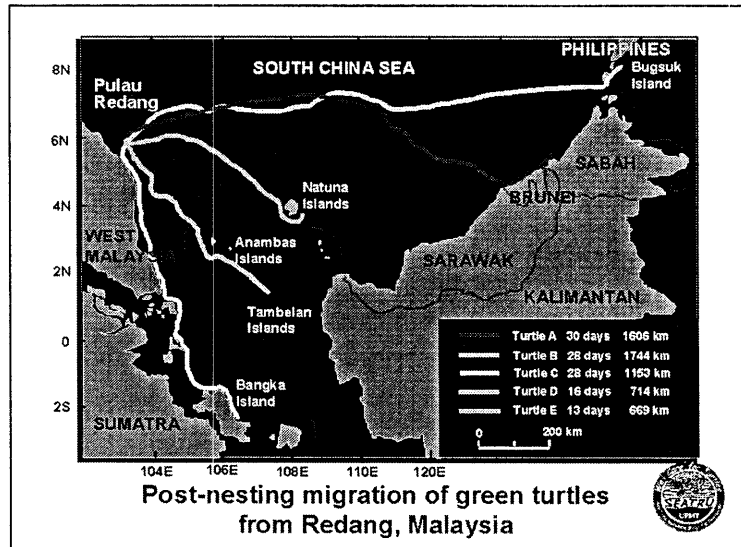 PHILIPPINES
8N
SOUTH CHINA SEA
Bugsuk
Island
Pulau
Redang
6N
SABAH
Natuna
Islands
BRUNEI
4N
WEST
MALAYSIA
Anambas
Islands
SARAWAK
2N
KALIMANTAN
Tambelan
Islands
0
Turtle A 30 days 1606 km
Turtle B 28 days 1744 km
Turtle C 28 days 1153 km
Turtle D 16 days 714 km
Turtle E 13 days 669 km
Bangka
Island
2S
SUMATRA
0 200 km
104E 106E 108E 120E
Post-nesting migration of green turtles
from Redang, Malaysia
SEATRU